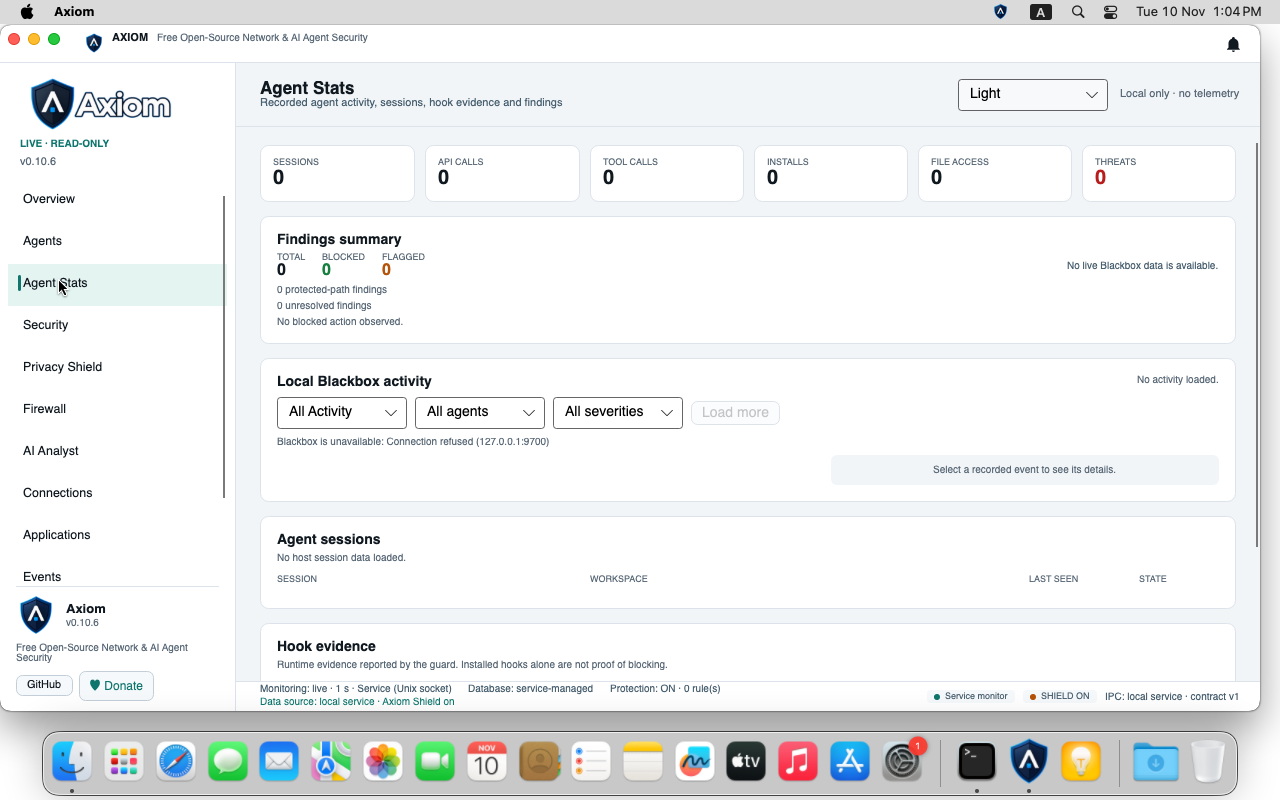 Axiom
A
Tue 10 Nov 1:04 PM
AXIOM Free Open-Source Network & AI Agent Security
Axiom
LIVE · READ-ONLY
v0.10.6
Overview
Agents
Agent Stats
Security
Privacy Shield
Firewall
AI Analyst
Connections
Applications
Events
Axiom
v0.10.6
Free Open-Source Network & AI Agent
Security
GitHub
Donate
Agent Stats
Recorded agent activity, sessions, hook evidence and findings
Light
Local only · no telemetry
SESSIONS
0
API CALLS
0
TOOL CALLS
0
INSTALLS
0
FILE ACCESS
0
THREATS
0
Findings summary
TOTAL BLOCKED FLAGGED
0 0 0
0 protected-path findings
0 unresolved findings
No blocked action observed.
No live Blackbox data is available.
Local Blackbox activity
No activity loaded.
All Activity
All agents
All severities
Load more
Blackbox is unavailable: Connection refused (127.0.0.1:9700)
Select a recorded event to see its details.
Agent sessions
No host session data loaded.
SESSION WORKSPACE LAST SEEN STATE
Hook evidence
Runtime evidence reported by the guard. Installed hooks alone are not proof of blocking.
Monitoring: live · 1 s · Service (Unix socket) Database: service-managed Protection: ON · 0 rule(s)
Data source: local service · Axiom Shield on
Service monitor
SHIELD ON
IPC: local service · contract v1
NOV
10
tv
1
>_